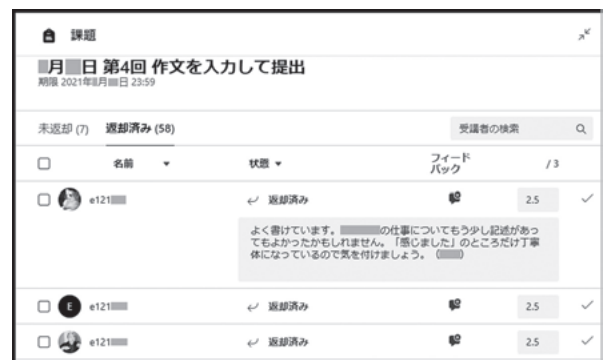 課題
月 日 第4回 作文を入力して提出
期限 2021年 月 日 23:59
未返却 (7) 返却済み (58) 受講者の検索
名前 状態 フィードバック / 3
e121 返却済み 2.5
よく書けています。 の仕事についてもう少し記述があっ
てもよかったかもしれません。「感じました」のところだけ丁寧
体になっているので気を付けましょう。( )
e121 返却済み 2.5
E e121 返却済み 2.5